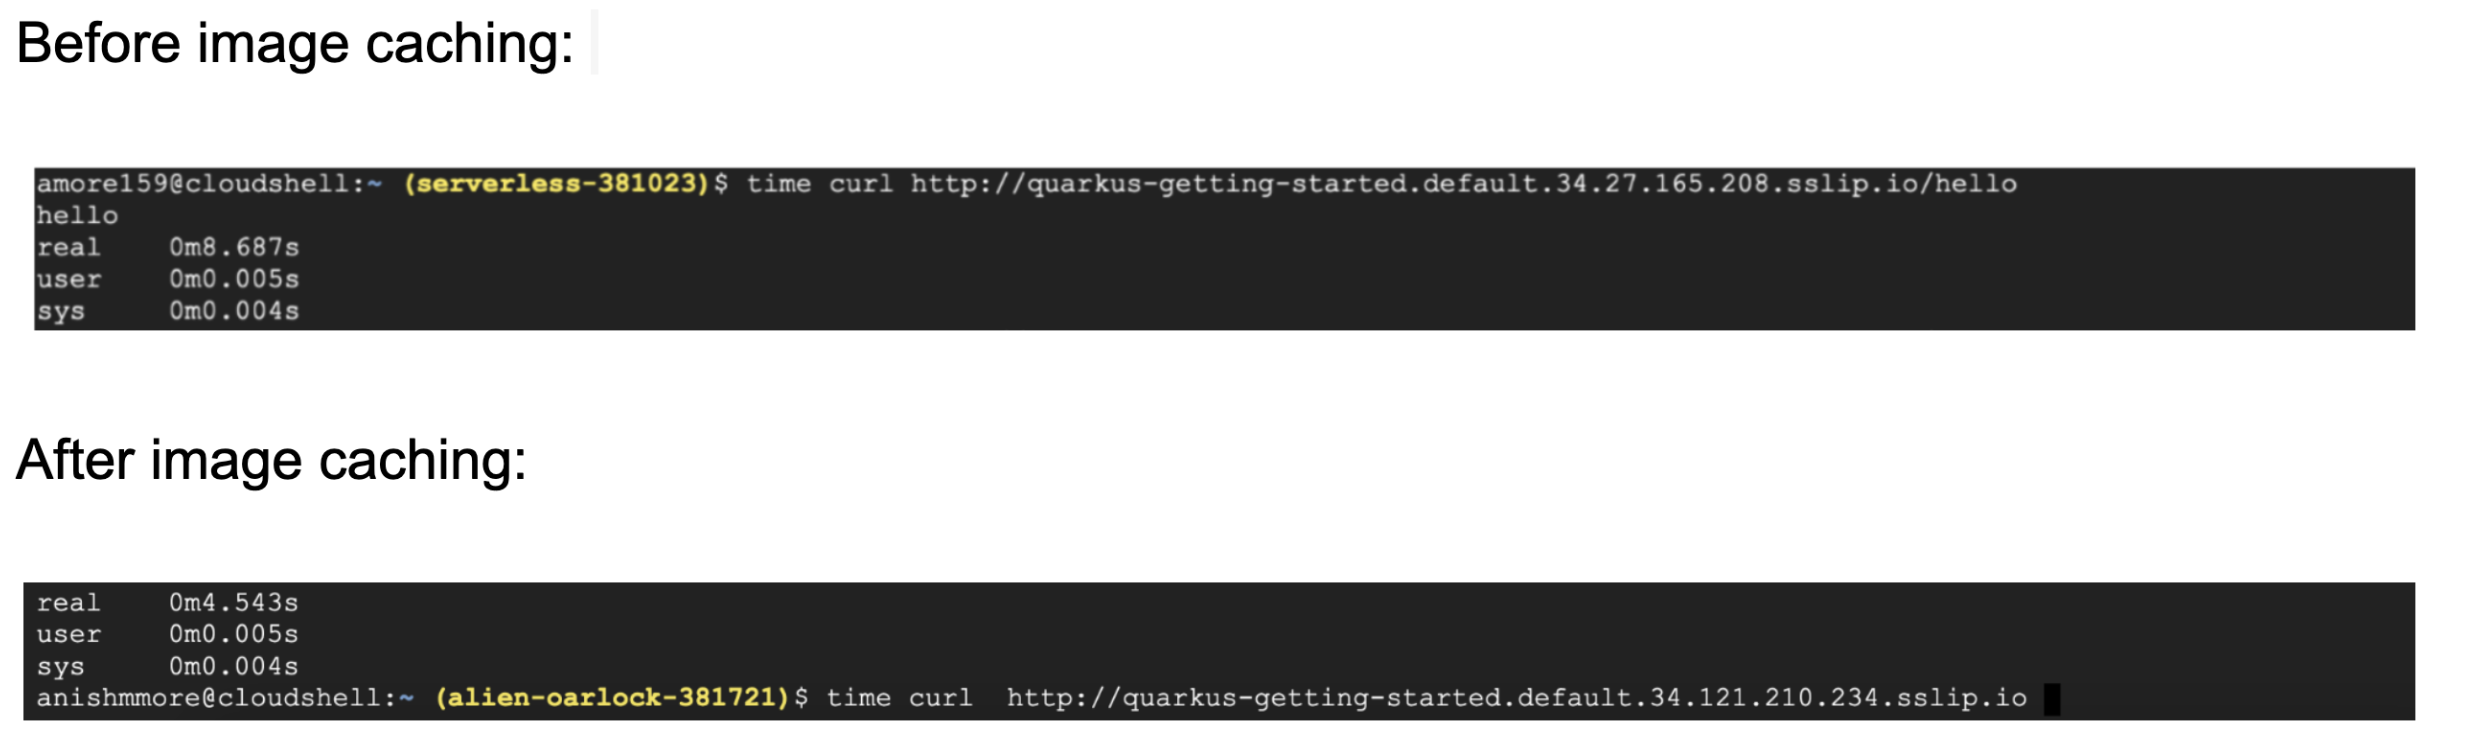 Before image caching:
amore159@cloudshell:~ (serverless-381023)$ time curl http://quarkus-getting-started.default.34.27.165.208.sslip.io/hello
hello
real    0m8.687s
user    0m0.005s
sys     0m0.004s
After image caching:
real    0m4.543s
user    0m0.005s
sys     0m0.004s
anishmmore@cloudshell:~ (alien-oarlock-381721)$ time curl  http://quarkus-getting-started.default.34.121.210.234.sslip.io